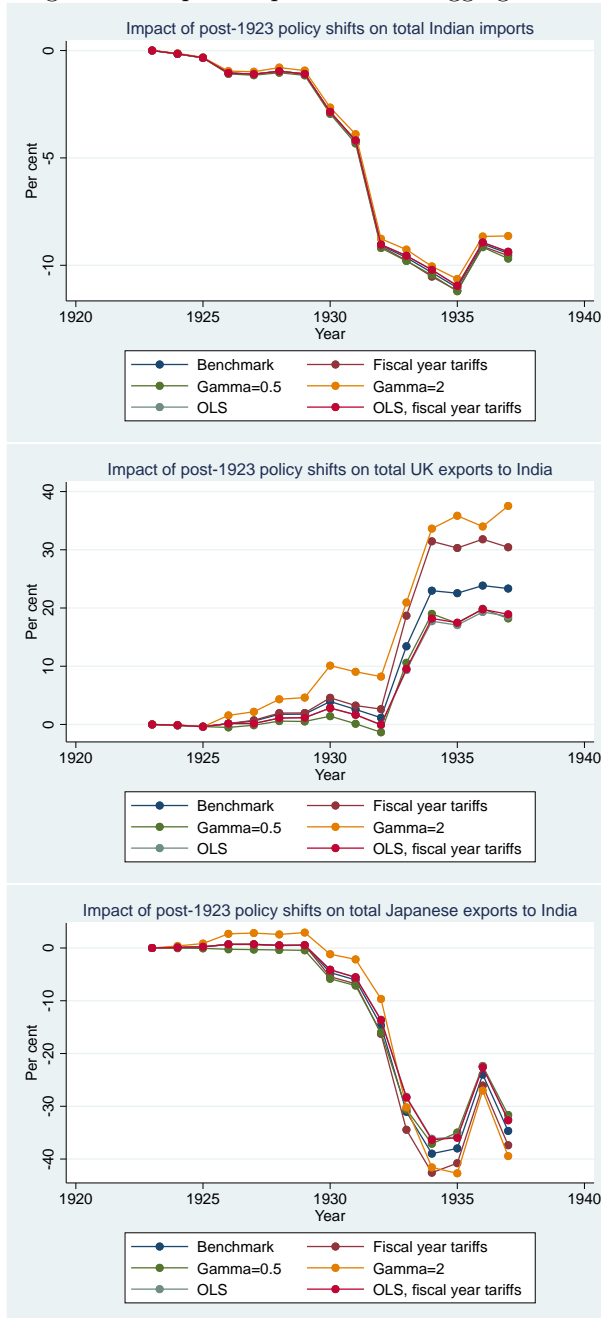 Impact of post-1923 policy shifts on total Indian imports
0
-5
-10
Per cent
1920 1925 1930 1935 1940
Year
Benchmark Fiscal year tariffs
Gamma=0.5 Gamma=2
OLS OLS, fiscal year tariffs
Impact of post-1923 policy shifts on total UK exports to India
40
30
20
10
0
Per cent
1920 1925 1930 1935 1940
Year
Benchmark Fiscal year tariffs
Gamma=0.5 Gamma=2
OLS OLS, fiscal year tariffs
Impact of post-1923 policy shifts on total Japanese exports to India
0
-10
-20
-30
-40
Per cent
1920 1925 1930 1935 1940
Year
Benchmark Fiscal year tariffs
Gamma=0.5 Gamma=2
OLS OLS, fiscal year tariffs